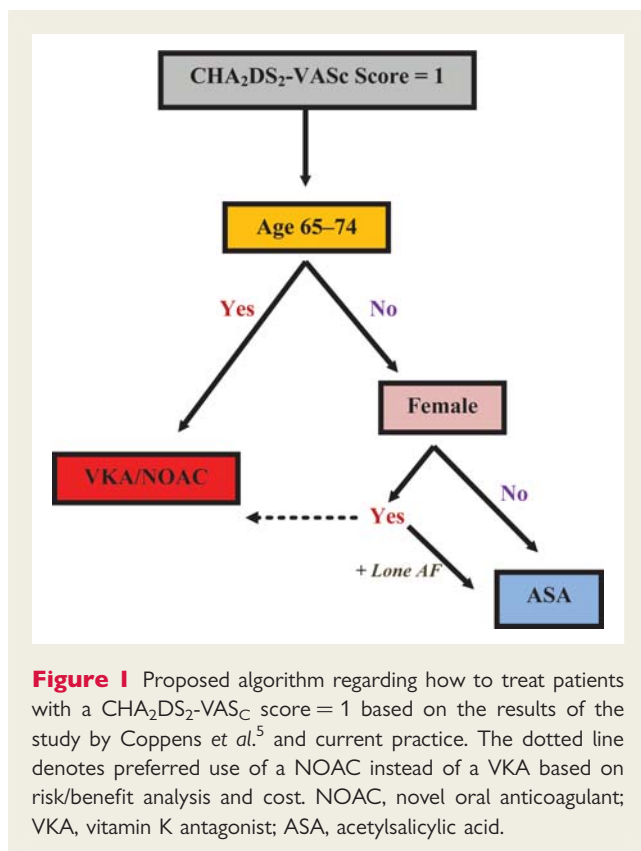 CHA₂DS₂-VASc Score = 1
Age 65–74
Yes
No
Female
VKA/NOAC
Yes
No
+ Lone AF
ASA
Figure 1 Proposed algorithm regarding how to treat patients
with a CHA₂DS₂-VAS_C score = 1 based on the results of the
study by Coppens et al.⁵ and current practice. The dotted line
denotes preferred use of a NOAC instead of a VKA based on
risk/benefit analysis and cost. NOAC, novel oral anticoagulant;
VKA, vitamin K antagonist; ASA, acetylsalicylic acid.